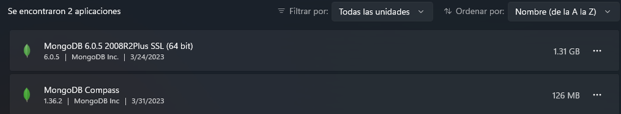 Se encontraron 2 aplicaciones
Filtrar por: Todas las unidades
Ordenar por: Nombre (de la A la Z)
MongoDB 6.0.5 2008R2Plus SSL (64 bit)
6.0.5 | MongoDB Inc. | 3/24/2023
1.31 GB
MongoDB Compass
1.36.2 | MongoDB Inc | 3/31/2023
126 MB